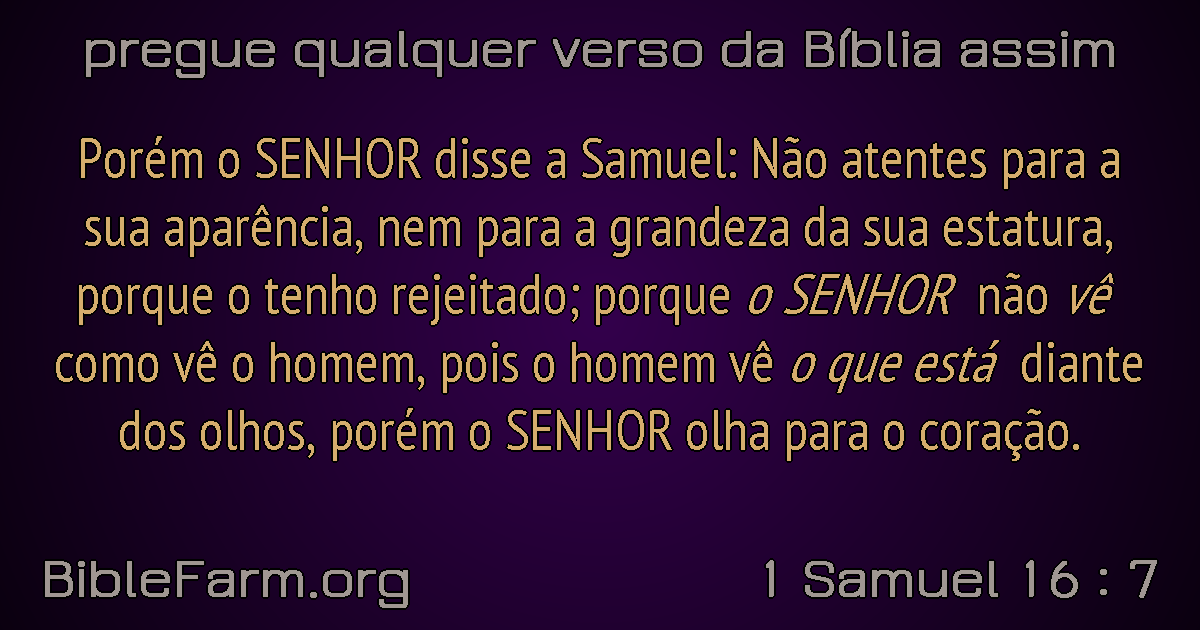 pregue qualquer verso da Bíblia assim
Porém o SENHOR disse a Samuel: Não atentes para a
sua aparência, nem para a grandeza da sua estatura,
porque o tenho rejeitado; porque o SENHOR não vê
como vê o homem, pois o homem vê o que está diante
dos olhos, porém o SENHOR olha para o coração.
BibleFarm.org
1 Samuel 16 : 7